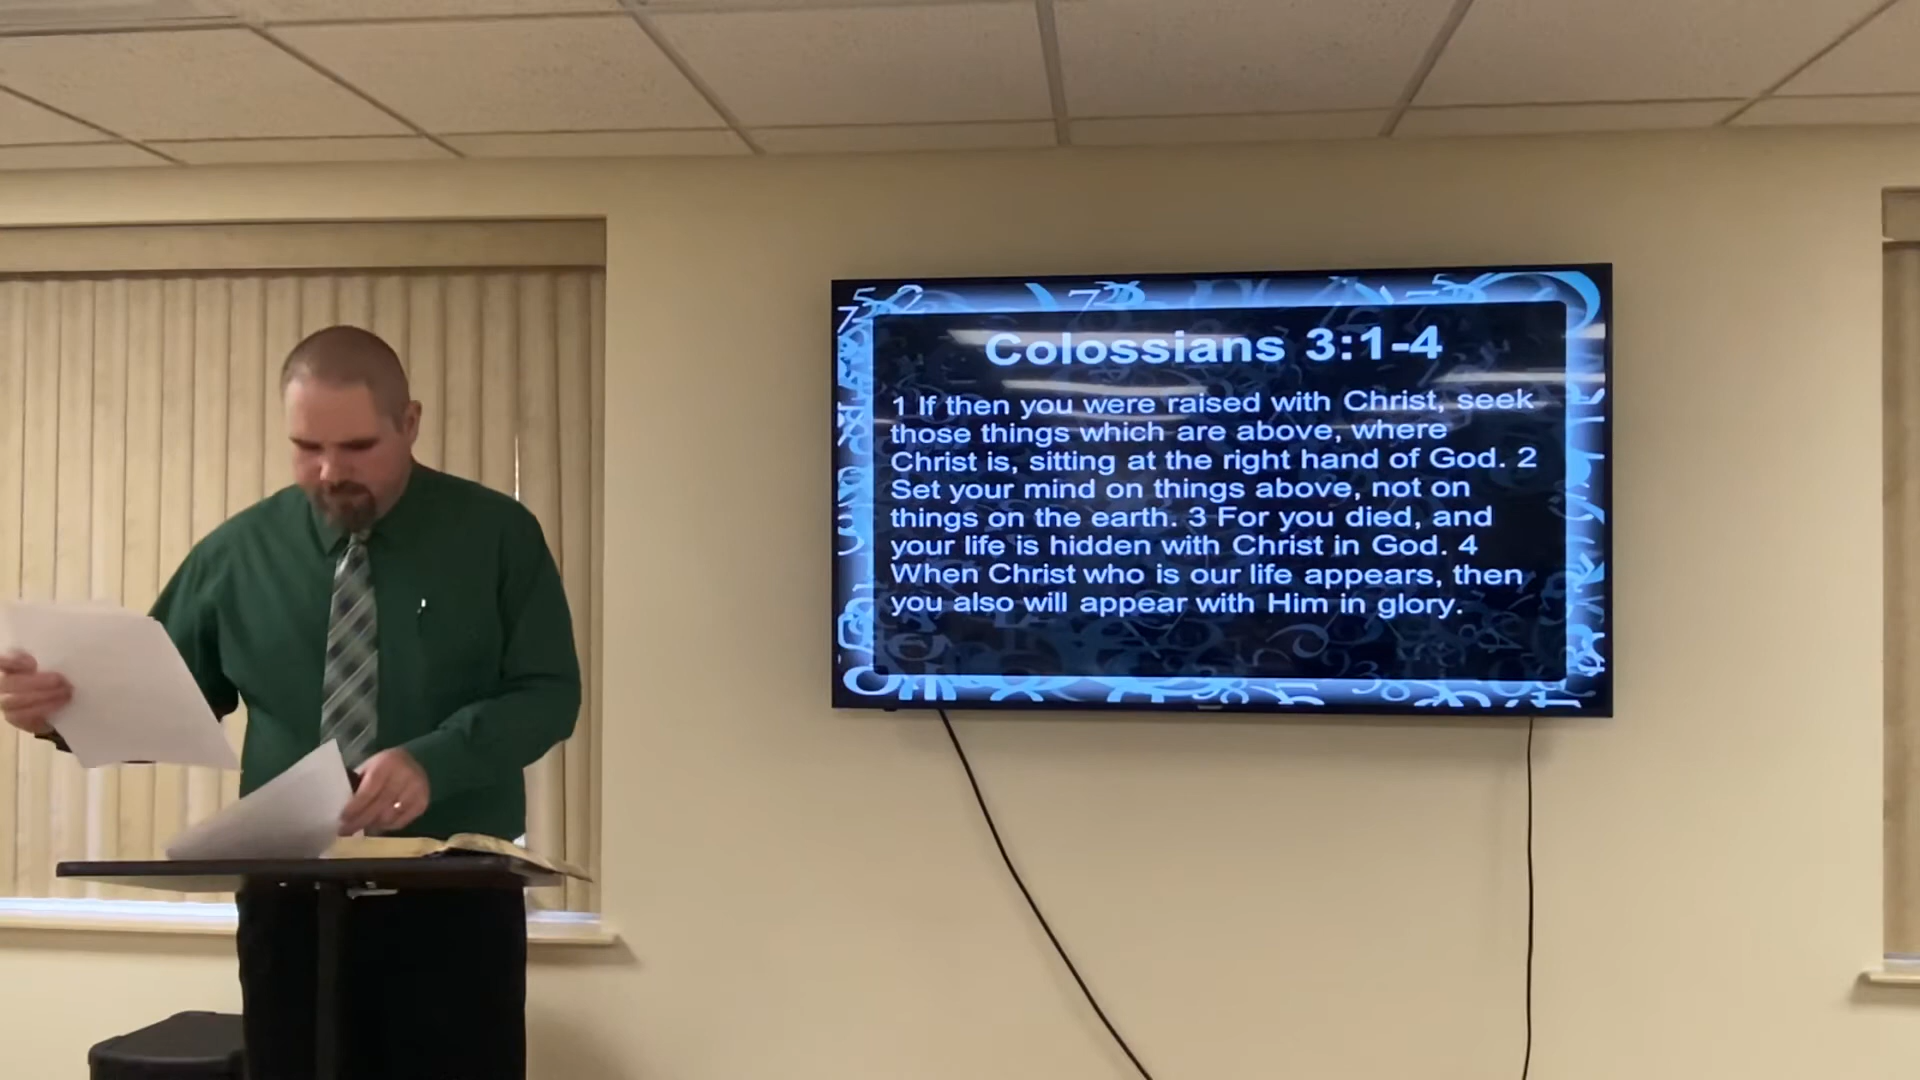 Colossians 3:1-4
1 If then you were raised with Christ, seek
those things which are above, where
Christ is, sitting at the right hand of God. 2
Set your mind on things above, not on
things on the earth. 3 For you died, and
your life is hidden with Christ in God. 4
When Christ who is our life appears, then
you also will appear with Him in glory.